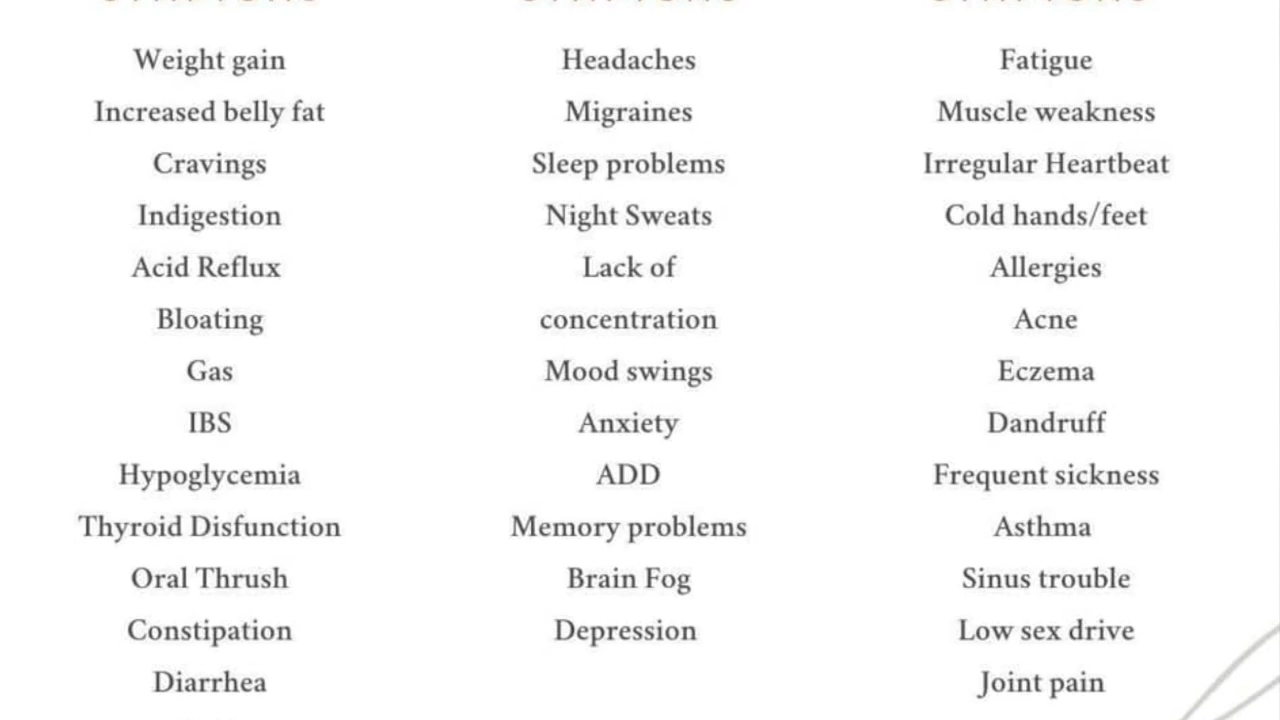 Weight gain
Increased belly fat
Cravings
Indigestion
Acid Reflux
Bloating
Gas
IBS
Hypoglycemia
Thyroid Disfunction
Oral Thrush
Constipation
Diarrhea
Headaches
Migraines
Sleep problems
Night Sweats
Lack of
concentration
Mood swings
Anxiety
ADD
Memory problems
Brain Fog
Depression
Fatigue
Muscle weakness
Irregular Heartbeat
Cold hands/feet
Allergies
Acne
Eczema
Dandruff
Frequent sickness
Asthma
Sinus trouble
Low sex drive
Joint pain